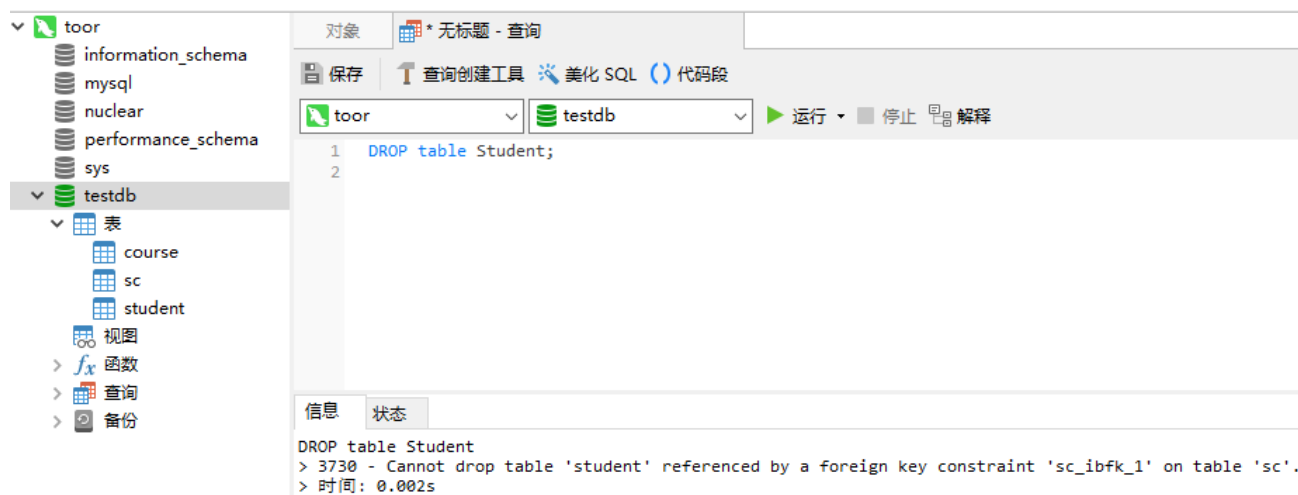 toor
information_schema
mysql
nuclear
performance_schema
sys
testdb
表
course
sc
student
视图
fx 函数
查询
备份
对象 * 无标题 - 查询
保存 查询创建工具 美化 SQL () 代码段
toor testdb 运行 停止 解释
1 DROP table Student;
2
信息 状态
DROP table Student
> 3730 - Cannot drop table 'student' referenced by a foreign key constraint 'sc_ibfk_1' on table 'sc'.
> 时间: 0.002s